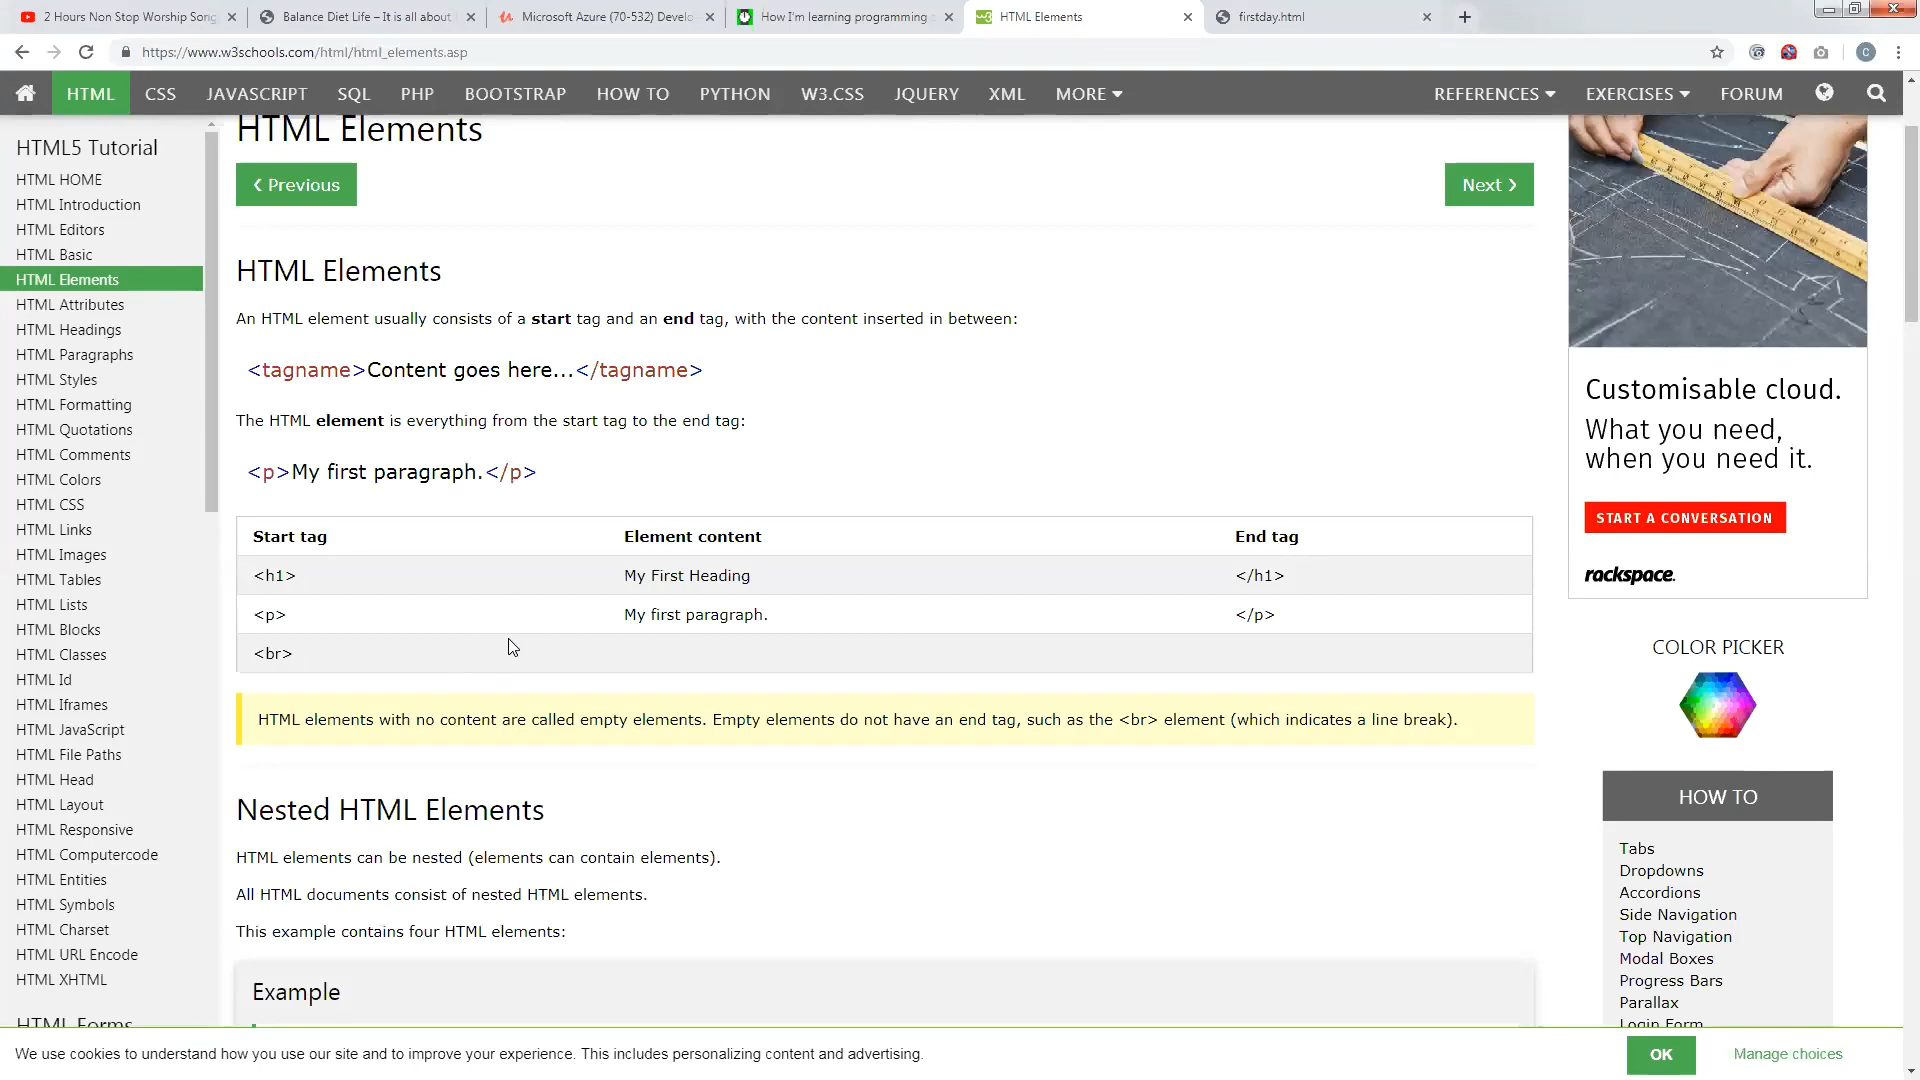 2 Hours Non Stop Worship Song
Balance Diet Life – It is all about
Microsoft Azure (70-532) Develo
How I'm learning programming
HTML Elements
firstday.html
https://www.w3schools.com/html/html_elements.asp
C
HTML CSS JAVASCRIPT SQL PHP BOOTSTRAP HOW TO PYTHON W3.CSS JQUERY XML MORE REFERENCES EXERCISES FORUM
HTML5 Tutorial
HTML HOME
HTML Introduction
HTML Editors
HTML Basic
HTML Elements
HTML Attributes
HTML Headings
HTML Paragraphs
HTML Styles
HTML Formatting
HTML Quotations
HTML Comments
HTML Colors
HTML CSS
HTML Links
HTML Images
HTML Tables
HTML Lists
HTML Blocks
HTML Classes
HTML Id
HTML Iframes
HTML JavaScript
HTML File Paths
HTML Head
HTML Layout
HTML Responsive
HTML Computercode
HTML Entities
HTML Symbols
HTML Charset
HTML URL Encode
HTML XHTML
HTML Forms
HTML Elements
❮ Previous
Next ❯
HTML Elements
An HTML element usually consists of a start tag and an end tag, with the content inserted in between:
<tagname>Content goes here...</tagname>
The HTML element is everything from the start tag to the end tag:
<p>My first paragraph.</p>
Start tag Element content End tag
<h1> My First Heading </h1>
<p> My first paragraph. </p>
<br>
HTML elements with no content are called empty elements. Empty elements do not have an end tag, such as the <br> element (which indicates a line break).
Nested HTML Elements
HTML elements can be nested (elements can contain elements).
All HTML documents consist of nested HTML elements.
This example contains four HTML elements:
Example
Customisable cloud.
What you need,
when you need it.
START A CONVERSATION
rackspace.
COLOR PICKER
HOW TO
Tabs
Dropdowns
Accordions
Side Navigation
Top Navigation
Modal Boxes
Progress Bars
Parallax
Login Form
We use cookies to understand how you use our site and to improve your experience. This includes personalizing content and advertising.
OK
Manage choices